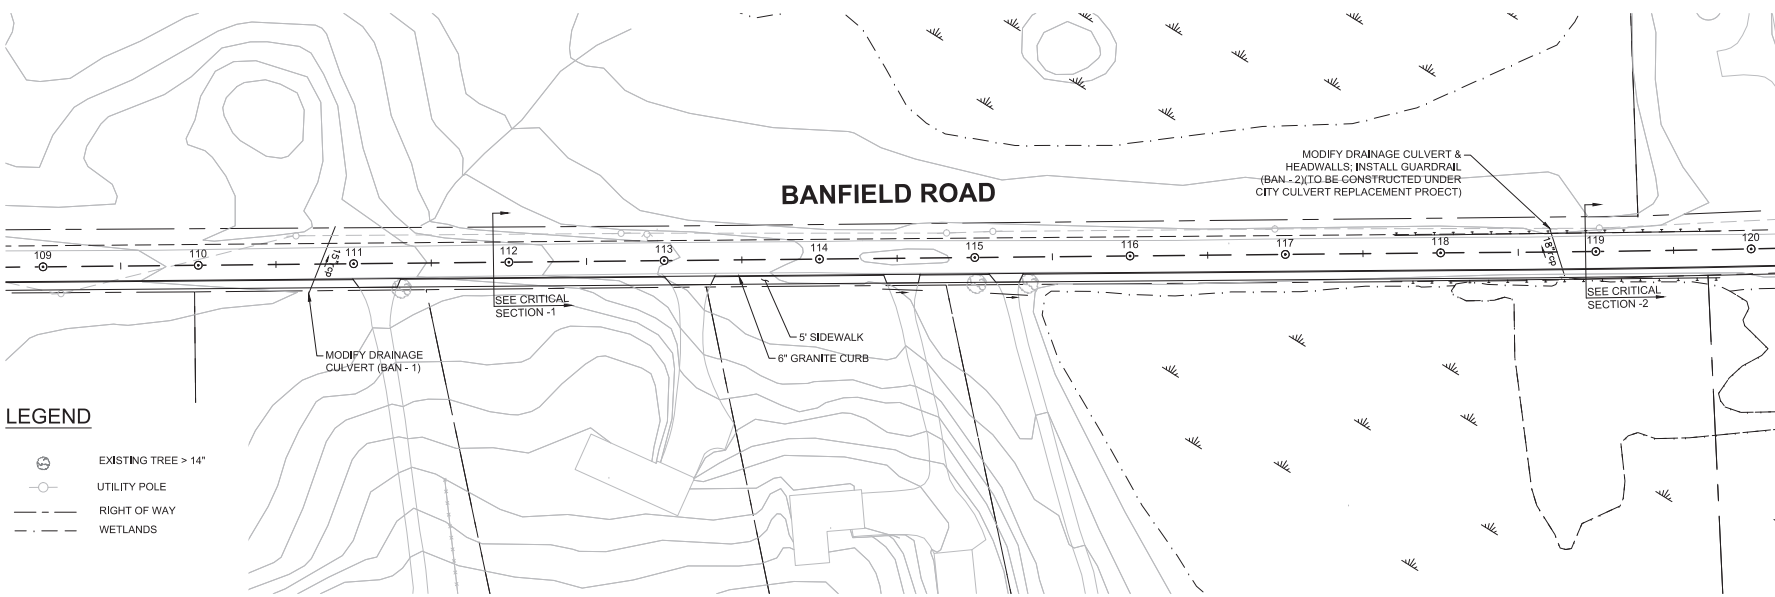 MODIFY DRAINAGE CULVERT &
HEADWALLS; INSTALL GUARDRAIL
(BAN - 2)(TO BE CONSTRUCTED UNDER
CITY CULVERT REPLACEMENT PROECT)
BANFIELD ROAD
109
110
111
112
113
114
115
116
117
118
119
120
15" rcp
18" rcp
SEE CRITICAL
SECTION -1
SEE CRITICAL
SECTION -2
5' SIDEWALK
6" GRANITE CURB
MODIFY DRAINAGE
CULVERT (BAN - 1)
LEGEND
EXISTING TREE > 14"
UTILITY POLE
RIGHT OF WAY
WETLANDS